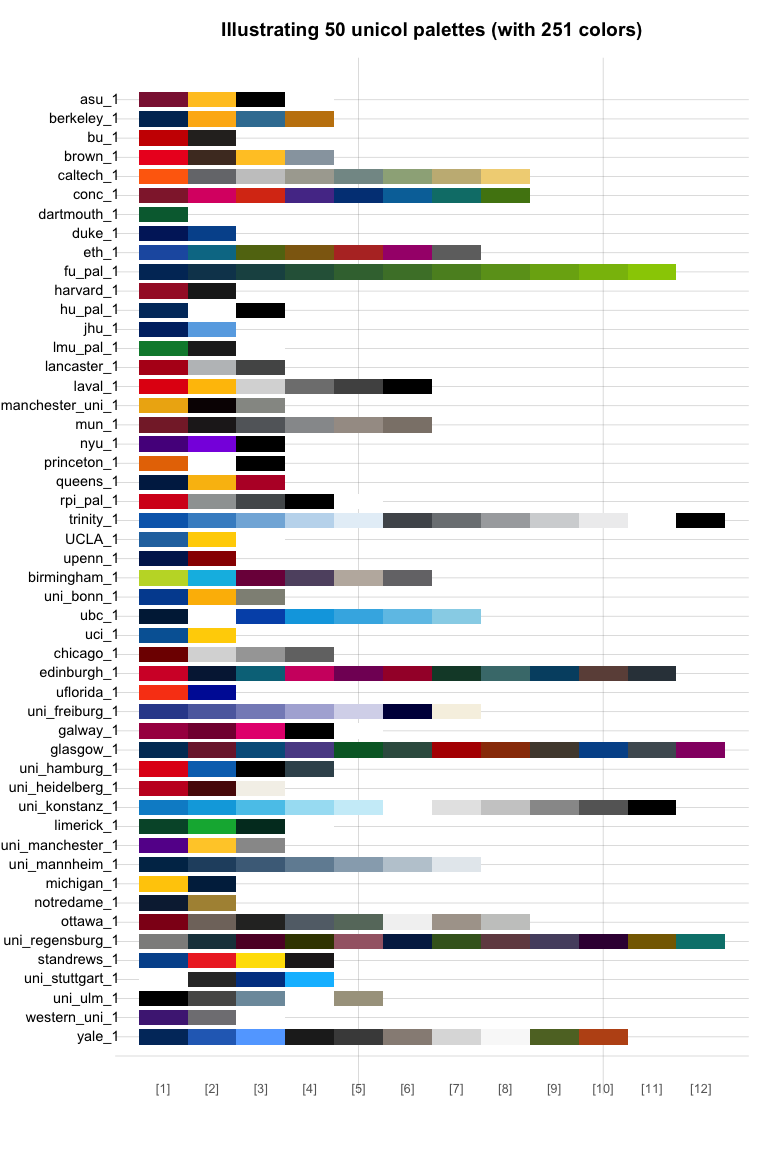 Illustrating 50 unicol palettes (with 251 colors)
asu_1
berkeley_1
bu_1
brown_1
caltech_1
conc_1
dartmouth_1
duke_1
eth_1
fu_pal_1
harvard_1
hu_pal_1
jhu_1
lmu_pal_1
lancaster_1
laval_1
manchester_uni_1
mun_1
nyu_1
princeton_1
queens_1
rpi_pal_1
trinity_1
UCLA_1
upenn_1
birmingham_1
uni_bonn_1
ubc_1
uci_1
chicago_1
edinburgh_1
uflorida_1
uni_freiburg_1
galway_1
glasgow_1
uni_hamburg_1
uni_heidelberg_1
uni_konstanz_1
limerick_1
uni_manchester_1
uni_mannheim_1
michigan_1
notredame_1
ottawa_1
uni_regensburg_1
standrews_1
uni_stuttgart_1
uni_ulm_1
western_uni_1
yale_1
[1] [2] [3] [4] [5] [6] [7] [8] [9] [10] [11] [12]